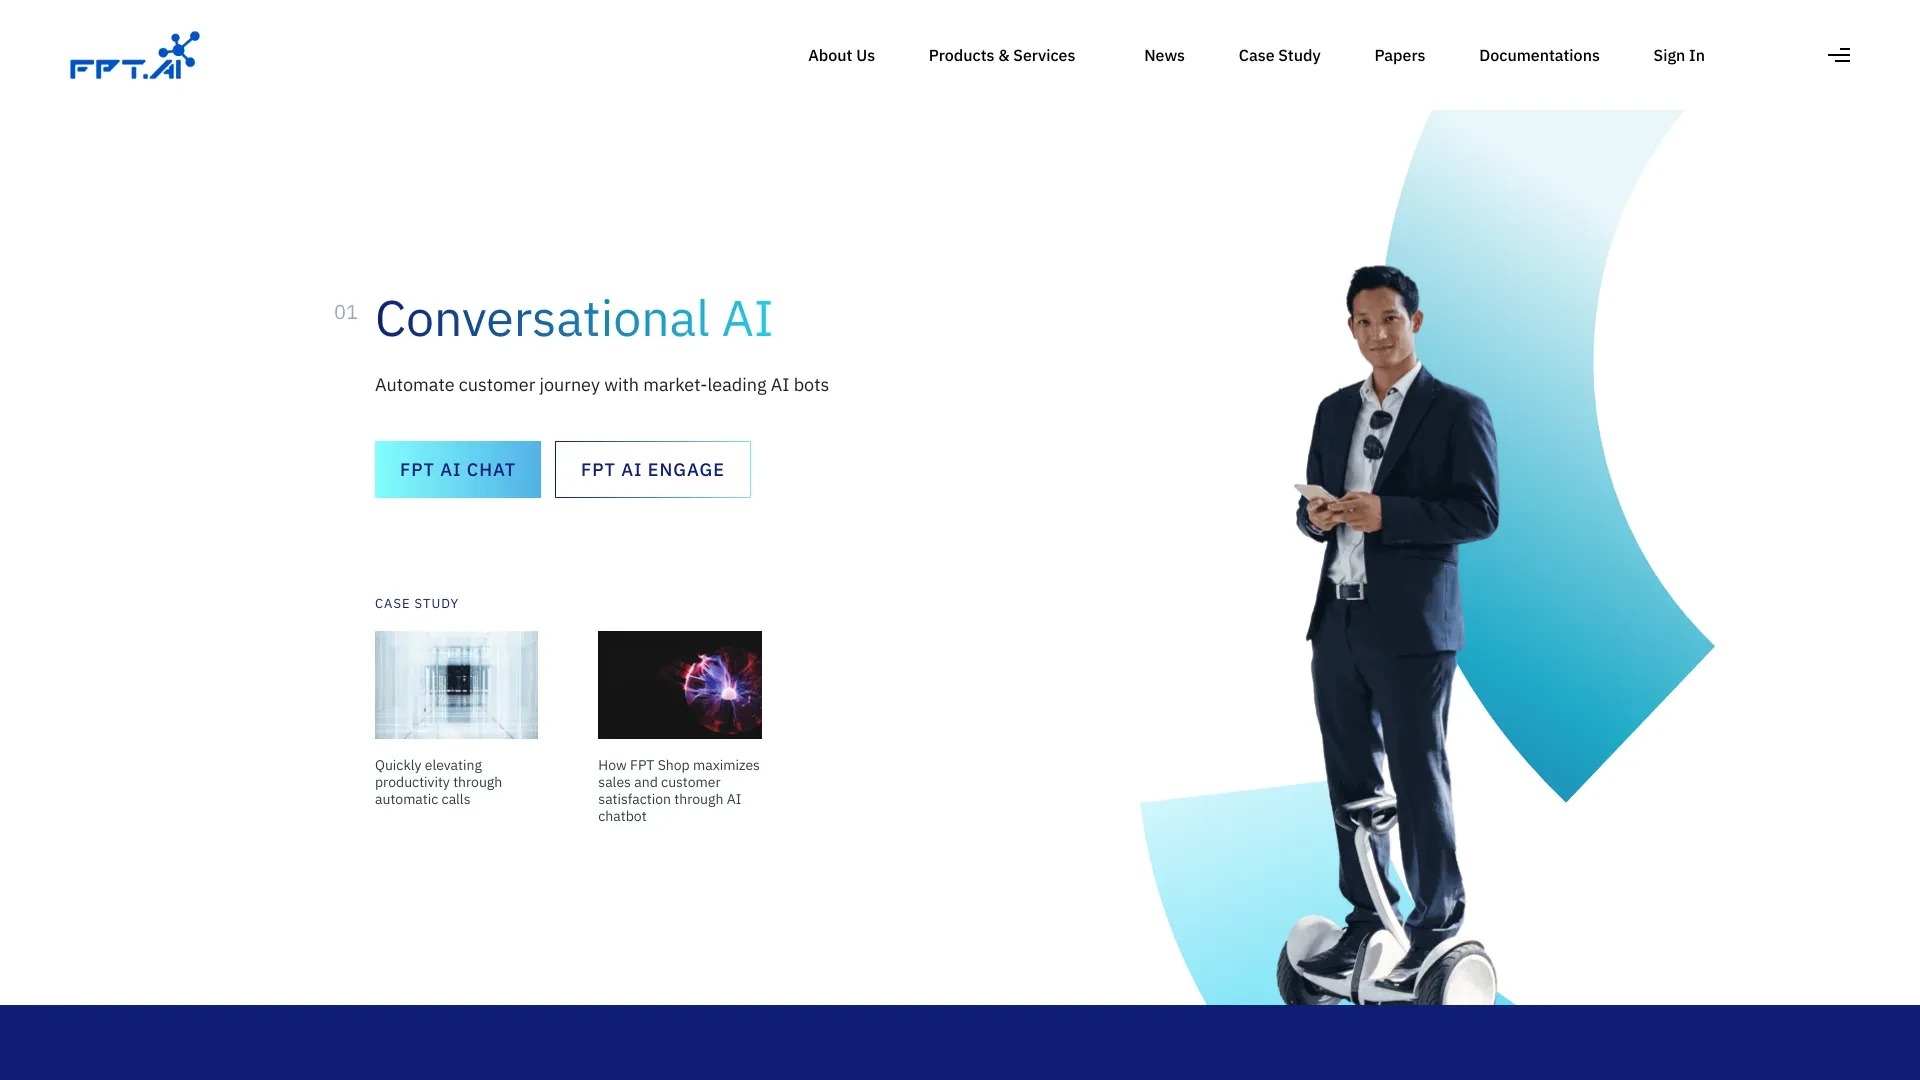 FPT.AI
About Us
Products & Services
News
Case Study
Papers
Documentations
Sign In
01
Conversational AI
Automate customer journey with market-leading AI bots
FPT AI CHAT
FPT AI ENGAGE
CASE STUDY
Quickly elevating
productivity through
automatic calls
How FPT Shop maximizes
sales and customer
satisfaction through AI
chatbot